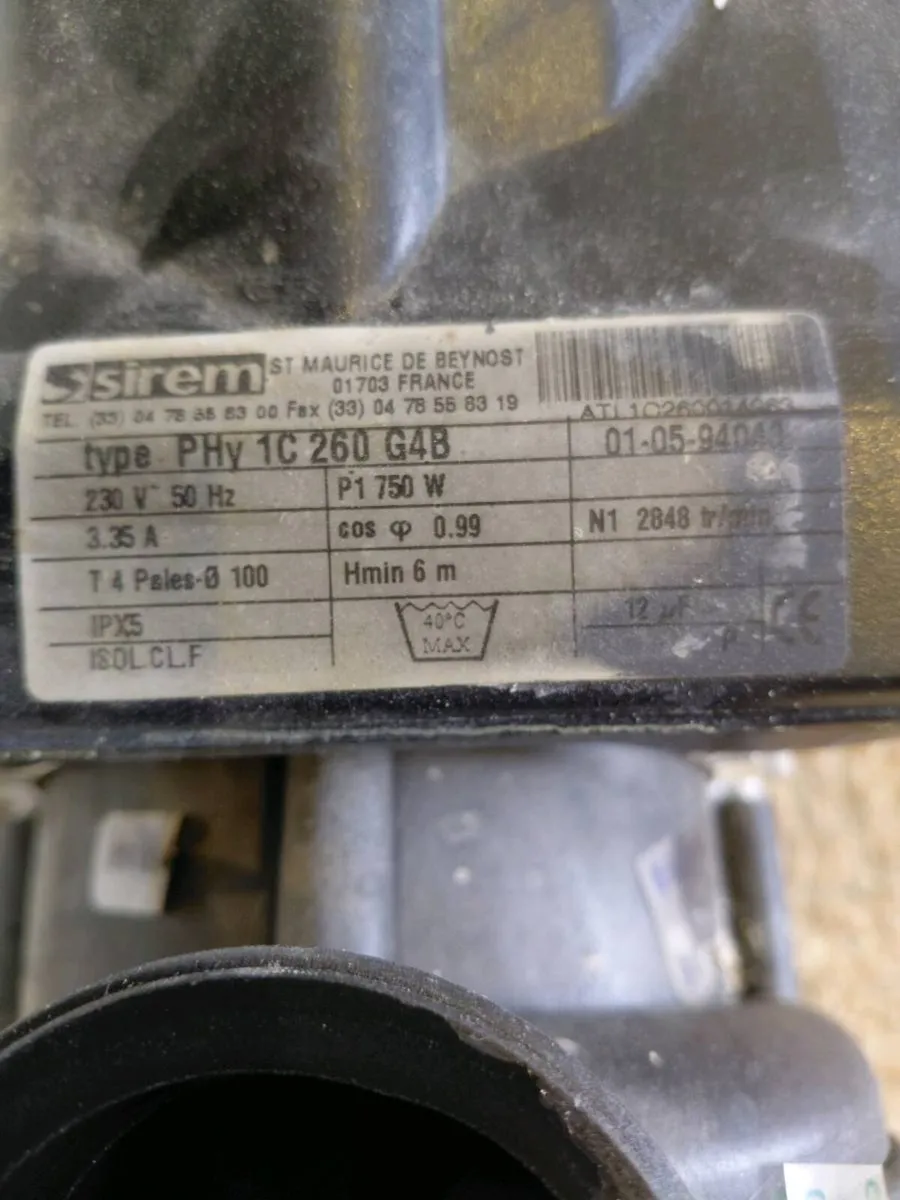 sirem ST MAURICE DE BEYNOST
01703 FRANCE
TEL. (33) 04 78 55 83 00 Fax (33) 04 78 55 83 19
type PHy 1C 260 G4B
230 V~ 50 Hz P1 750 W
3.35 A cos φ 0.99 N1 2848 tr/min
T 4 Pales-Ø 100 Hmin 6 m
IPX5 40°C MAX 12 µF CE
ISOL.CL.F